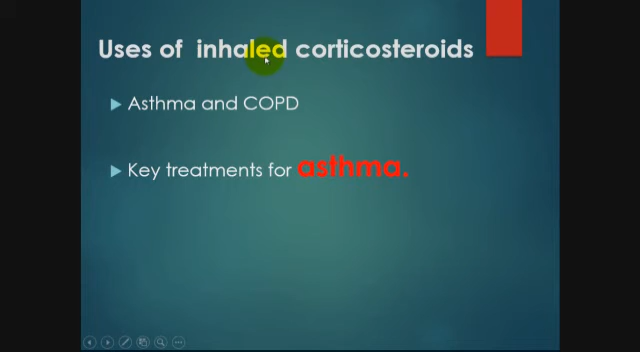 Uses of inhaled corticosteroids
Asthma and COPD
Key treatments for asthma.